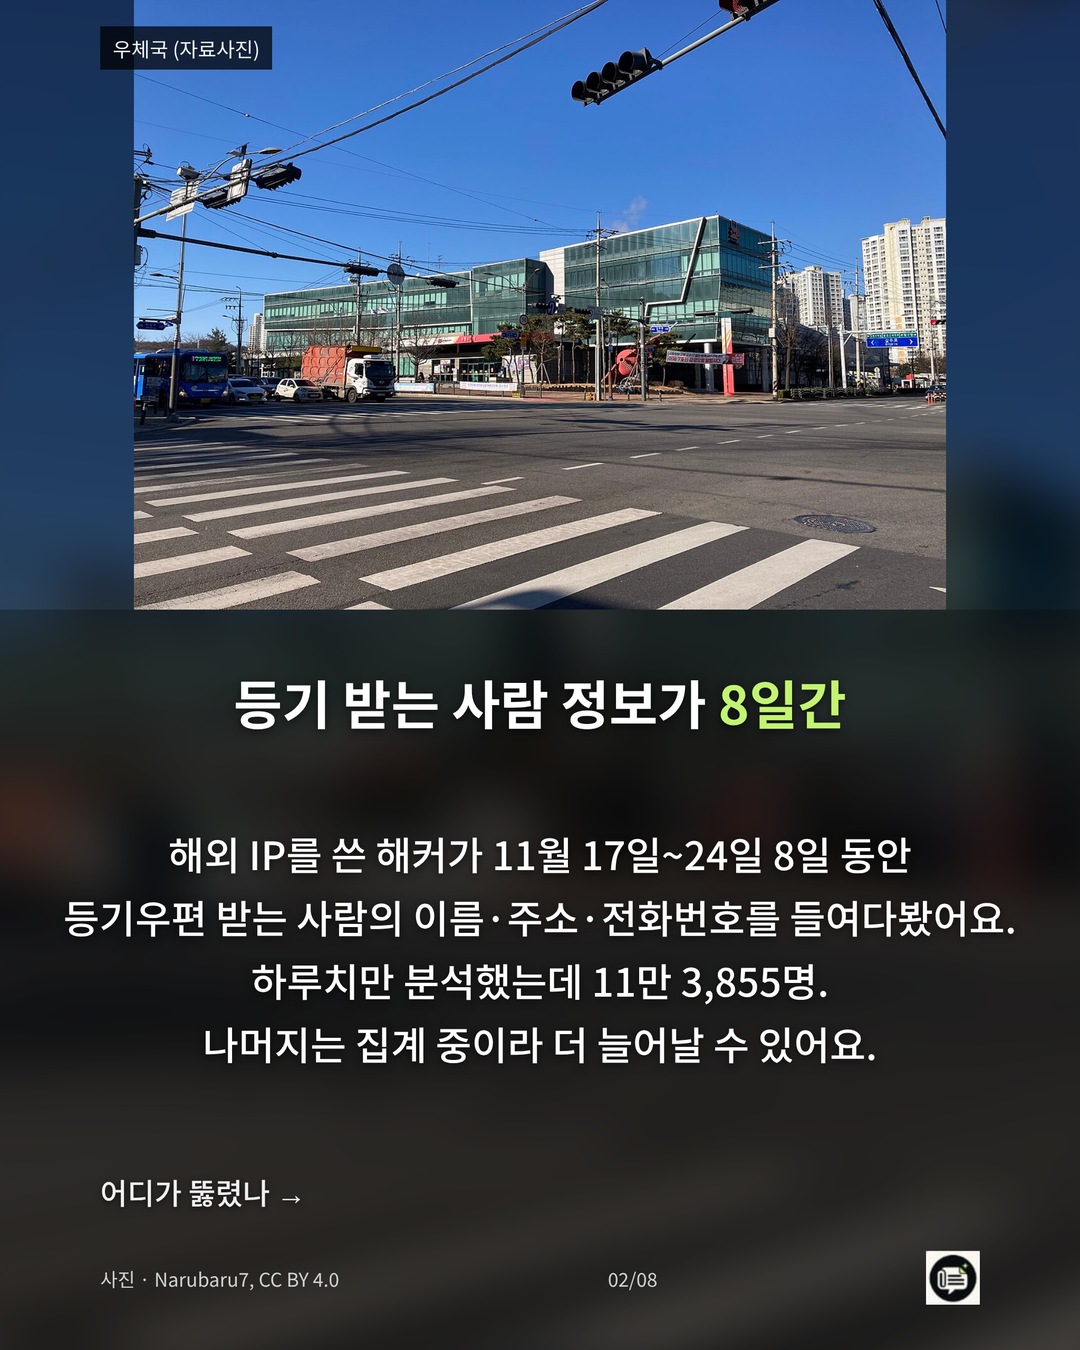 우체국 (자료사진)
등기 받는 사람 정보가 8일간
해외 IP를 쓴 해커가 11월 17일~24일 8일 동안
등기우편 받는 사람의 이름·주소·전화번호를 들여다봤어요.
하루치만 분석했는데 11만 3,855명.
나머지는 집계 중이라 더 늘어날 수 있어요.
어디가 뚫렸나 →
사진 · Narubaru7, CC BY 4.0
02/08